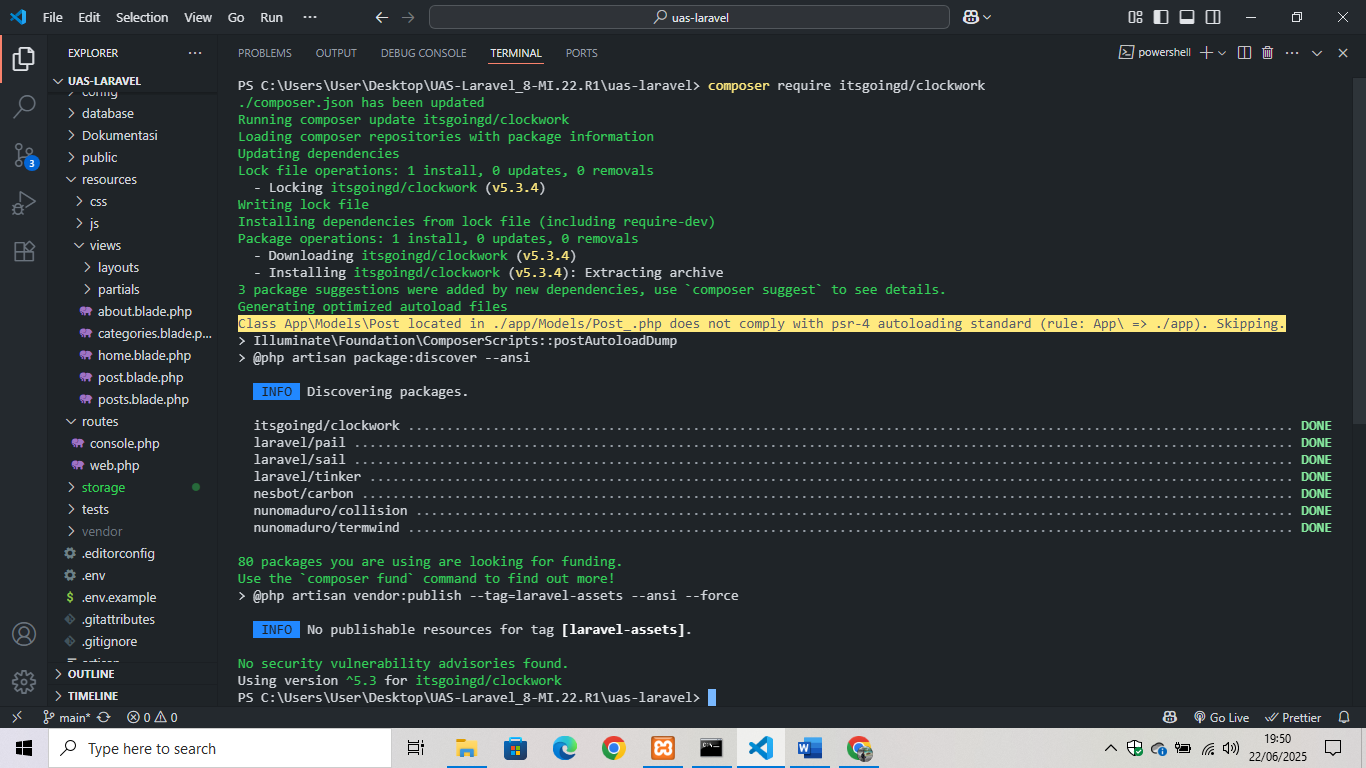 File Edit Selection View Go Run ··· uas-laravel
EXPLORER ···
UAS-LARAVEL
config
database
Dokumentasi
public
resources
css
js
views
layouts
partials
about.blade.php
categories.blade.p...
home.blade.php
post.blade.php
posts.blade.php
routes
console.php
web.php
storage
tests
vendor
.editorconfig
.env
.env.example
.gitattributes
.gitignore
artisan
OUTLINE
TIMELINE
3
PROBLEMS OUTPUT DEBUG CONSOLE TERMINAL PORTS powershell
PS C:\Users\User\Desktop\UAS-Laravel_8-MI.22.R1\uas-laravel> composer require itsgoingd/clockwork
./composer.json has been updated
Running composer update itsgoingd/clockwork
Loading composer repositories with package information
Updating dependencies
Lock file operations: 1 install, 0 updates, 0 removals
- Locking itsgoingd/clockwork (v5.3.4)
Writing lock file
Installing dependencies from lock file (including require-dev)
Package operations: 1 install, 0 updates, 0 removals
- Downloading itsgoingd/clockwork (v5.3.4)
- Installing itsgoingd/clockwork (v5.3.4): Extracting archive
3 package suggestions were added by new dependencies, use `composer suggest` to see details.
Generating optimized autoload files
Class App\Models\Post located in ./app/Models/Post_.php does not comply with psr-4 autoloading standard (rule: App\ => ./app). Skipping.
> Illuminate\Foundation\ComposerScripts::postAutoloadDump
> @php artisan package:discover --ansi
INFO Discovering packages.
itsgoingd/clockwork ........ DONE
laravel/pail ........ DONE
laravel/sail ........ DONE
laravel/tinker ........ DONE
nesbot/carbon ........ DONE
nunomaduro/collision ........ DONE
nunomaduro/termwind ........ DONE
80 packages you are using are looking for funding.
Use the `composer fund` command to find out more!
> @php artisan vendor:publish --tag=laravel-assets --ansi --force
INFO No publishable resources for tag [laravel-assets].
No security vulnerability advisories found.
Using version ^5.3 for itsgoingd/clockwork
PS C:\Users\User\Desktop\UAS-Laravel_8-MI.22.R1\uas-laravel>
main* 0 0 Go Live Prettier
Type here to search
19:50
22/06/2025